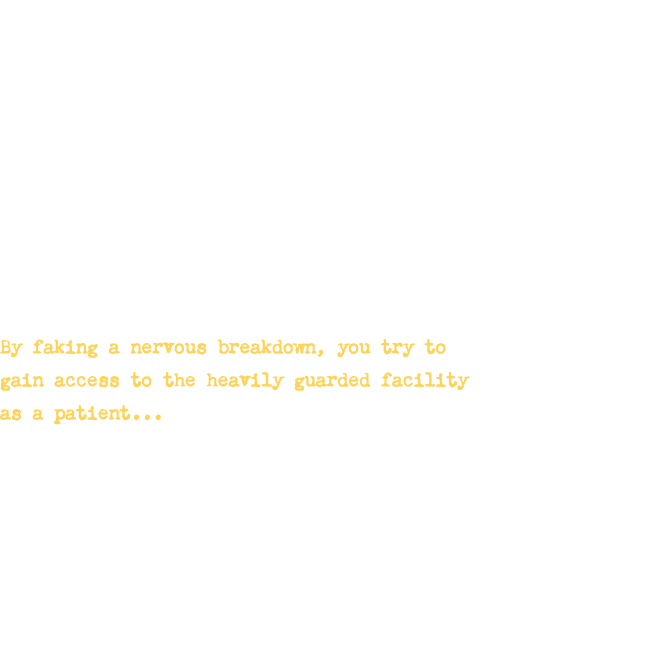 By faking a nervous breakdown, you try to
gain access to the heavily guarded facility
as a patient...